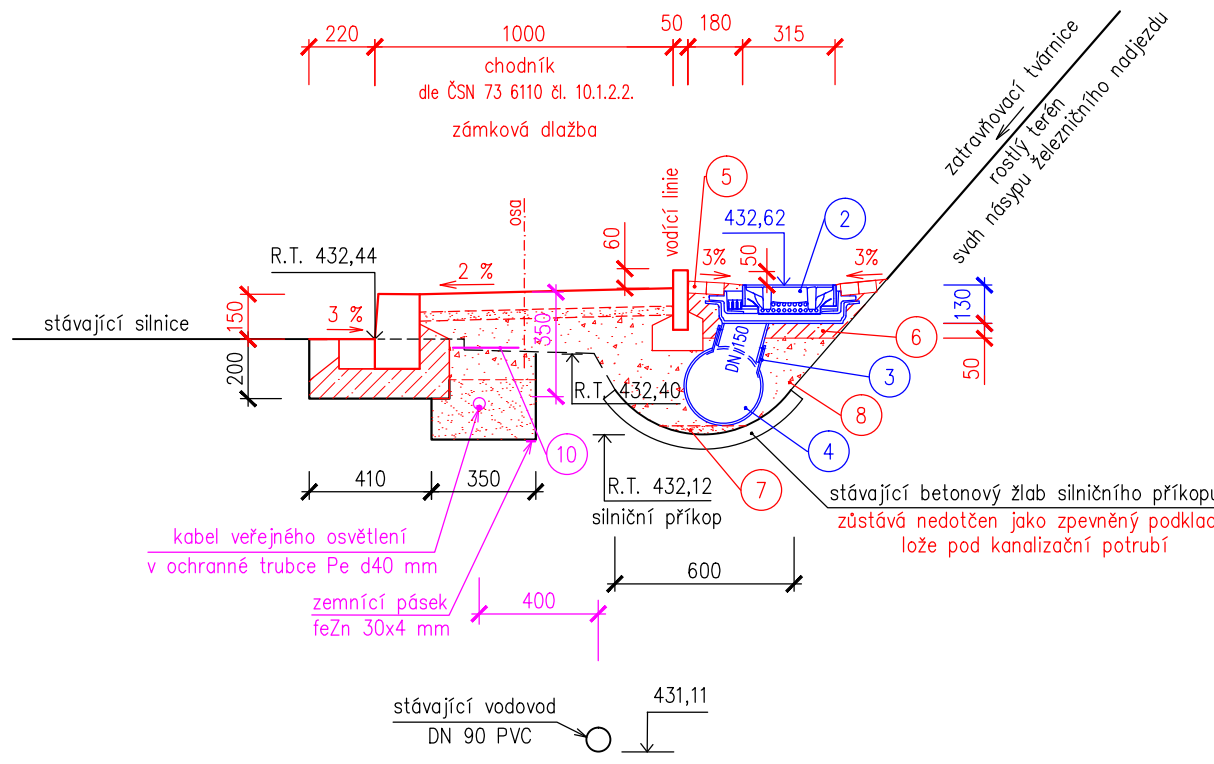 220
1000
50
180
315
chodník
dle ČSN 73 6110 čl. 10.1.2.2.
zámková dlažba
zatravňovací tvárnice
rostlý terén
svah násypu železničního nadjezdu
osa
vodící linie
5
432,62
2
R.T. 432,44
60
50
3%
3%
2 %
150
3 %
stávající silnice
350
130
200
DN 150
6
50
3
R.T. 432,40
8
10
4
410
350
R.T. 432,12
silniční příkop
7
stávající betonový žlab silničního příkopu
zůstává nedotčen jako zpevněný podklad
lože pod kanalizační potrubí
kabel veřejného osvětlení
v ochranné trubce Pe d40 mm
600
zemnící pásek
feZn 30x4 mm
400
stávající vodovod
DN 90 PVC
431,11